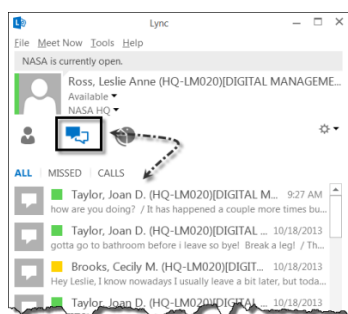 Lync
File Meet Now Tools Help
NASA is currently open.
Ross, Leslie Anne (HQ-LM020)[DIGITAL MANAGEME...
Available
NASA HQ
ALL MISSED CALLS
Taylor, Joan D. (HQ-LM020)[DIGITAL M... 9:27 AM
how are you doing? / It has happened a couple more times bu...
Taylor, Joan D. (HQ-LM020)[DIGITAL ... 10/18/2013
gotta go to bathroom before i leave so bye! Break a leg! / Th...
Brooks, Cecily M. (HQ-LM020)[DIGIT... 10/18/2013
Hey Leslie, I know nowadays I usually leave a bit later, but toda...
Taylor, Joan D. (HQ-LM020)[DIGITAL ... 10/18/2013